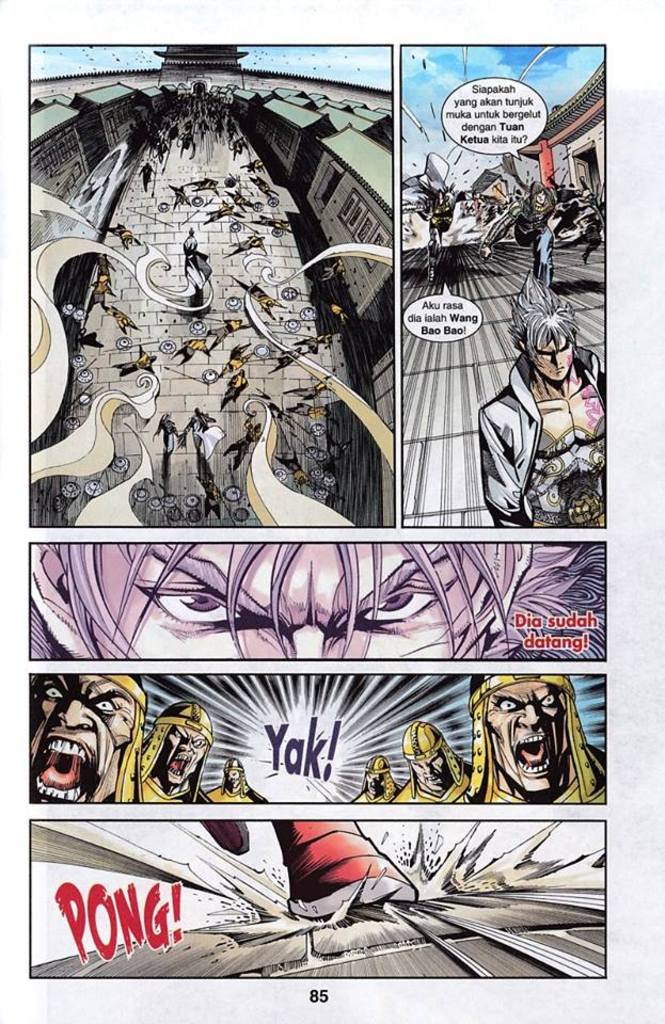 Siapakah
yang akan tunjuk
muka untuk bergelut
dengan Tuan
Ketua kita itu?
Aku rasa
dia ialah Wang
Bao Bao!
Dia sudah
datang!
Yak!
PONG!
85